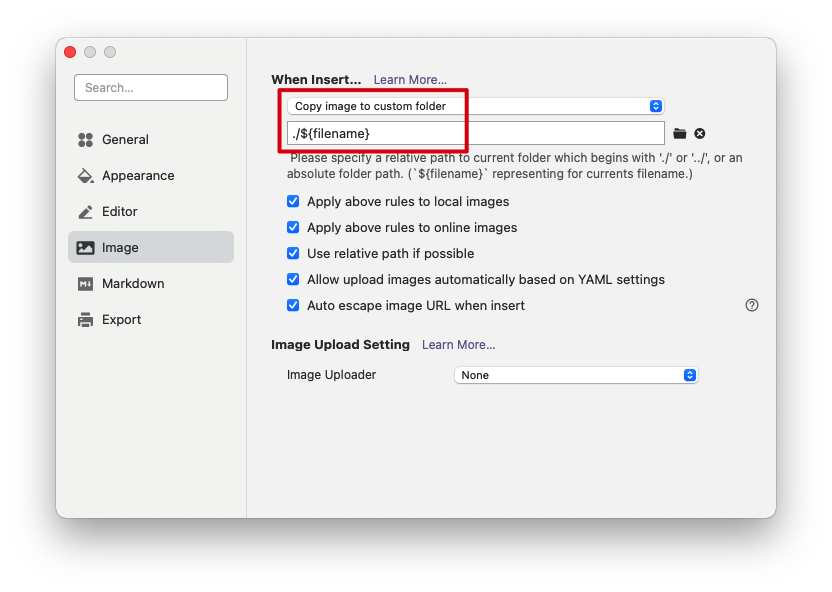 Search...
General
Appearance
Editor
Image
Markdown
Export
When Insert... Learn More...
Copy image to custom folder
./${filename}
Please specify a relative path to current folder which begins with './' or '../', or an
absolute folder path. (`${filename}` representing for currents filename.)
Apply above rules to local images
Apply above rules to online images
Use relative path if possible
Allow upload images automatically based on YAML settings
Auto escape image URL when insert
Image Upload Setting Learn More...
Image Uploader None